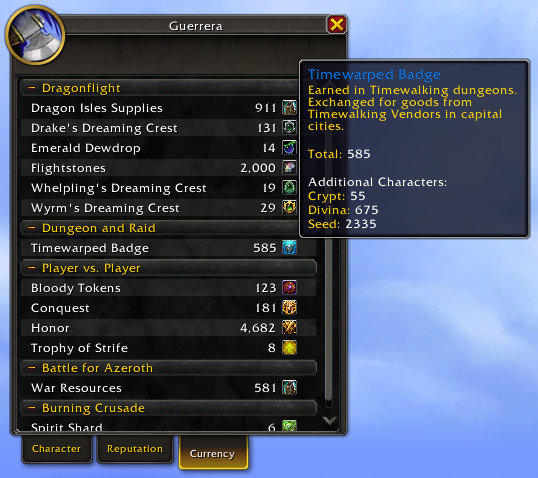 Guerrera
Dragonflight
Dragon Isles Supplies 911
Drake's Dreaming Crest 131
Emerald Dewdrop 14
Flightstones 2,000
Whelpling's Dreaming Crest 19
Wyrm's Dreaming Crest 29
Dungeon and Raid
Timewarped Badge 585
Player vs. Player
Bloody Tokens 123
Conquest 181
Honor 4,682
Trophy of Strife 8
Battle for Azeroth
War Resources 581
Burning Crusade
Spirit Shard 6
Character
Reputation
Currency
Timewarped Badge
Earned in Timewalking dungeons.
Exchanged for goods from
Timewalking Vendors in capital
cities.
Total: 585
Additional Characters:
Crypt: 55
Divina: 675
Seed: 2335